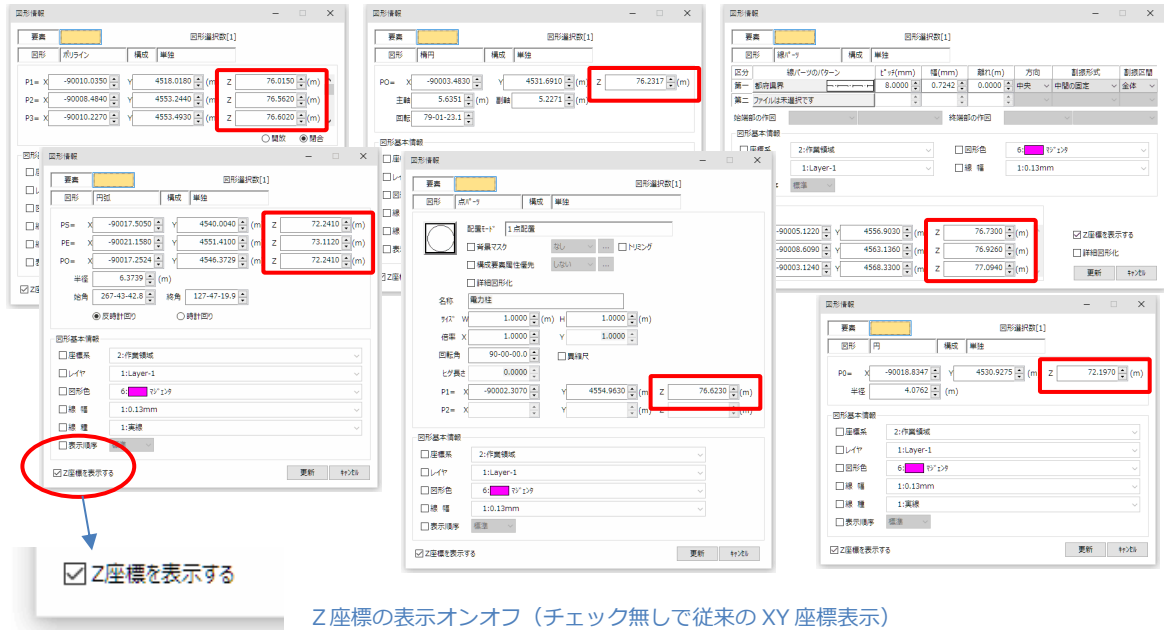 図形情報
要素 図形選択数[1]
図形 ポリライン 構成 単独
P1= X -90010.0350 Y 4518.0180 (m Z 76.0150 (m)
P2= X -90008.4840 Y 4553.2440 (m Z 76.5620 (m)
P3= X -90010.2270 Y 4553.4930 (m Z 76.6020 (m)
開放 閉合
図形情報
要素 図形選択数[1]
図形 楕円 構成 単独
PO= X -90003.4830 Y 4531.6910 (m Z 76.2317 (m)
主軸 5.6351 (m) 副軸 5.2271 (m)
回転 79-01-23.1
図形基本情報
図形情報
要素 図形選択数[1]
図形 線パーツ 構成 単独
区分 線パーツのパターン ピッチ(mm) 幅(mm) 離れ(m) 方向 割振形式 割振区間
第一 都府県界 8.0000 0.7242 0.0000 中央 中間の固定 全体
第二 ファイルは未選択です
始端部の作図 終端部の作図
図形基本情報
座標系 2:作業領域 図形色 6: マジェンタ
1:Layer-1 線 幅 1:0.13mm
標準
-90005.1220 Y 4556.9030 (m Z 76.7300 (m)
-90008.6090 Y 4563.1360 (m Z 76.9260 (m)
-90003.1240 Y 4568.3300 (m Z 77.0940 (m)
Z座標を表示する
詳細図形化
更新 キャンセル
図形情報
要素 図形選択数[1]
図形 円弧 構成 単独
PS= X -90017.5050 Y 4540.0040 (m Z 72.2410 (m)
PE= X -90021.1580 Y 4551.4100 (m Z 73.1120 (m)
PO= X -90017.2524 Y 4546.3729 (m Z 72.2410 (m)
半径 6.3739 (m)
始角 267-43-42.8 終角 127-47-19.9
反時計回り 時計回り
図形基本情報
座標系 2:作業領域
レイヤ 1:Layer-1
図形色 6: マジェンタ
線 幅 1:0.13mm
線 種 1:実線
表示順序 標準
Z座標を表示する 更新 キャンセル
図形情報
要素 図形選択数[1]
図形 点パーツ 構成 単独
配置モード 1点配置
背景マスク なし ... トリミング
構成要素属性優先 しない ...
詳細図形化
名称 電力柱
サイズ W 1.0000 (m) H 1.0000 (m)
倍率 X 1.0000 Y 1.0000
回転角 90-00-00.0 異縮尺
ヒゲ長さ 0.0000
P1= X -90002.3070 Y 4554.9630 (m Z 76.6230 (m)
P2= X Y (m Z (m)
図形基本情報
座標系 2:作業領域
レイヤ 1:Layer-1
図形色 6: マジェンタ
線 幅 1:0.13mm
表示順序 標準
Z座標を表示する 更新 キャンセル
図形情報
要素 図形選択数[1]
図形 円 構成 単独
P0= X -90018.8347 Y 4530.9275 (m Z 72.1970 (m)
半径 4.0762 (m)
図形基本情報
座標系 2:作業領域
レイヤ 1:Layer-1
図形色 6: マジェンタ
線 幅 1:0.13mm
線 種 1:実線
表示順序 標準
Z座標を表示する 更新 キャンセル
Z座標を表示する
Z座標の表示オンオフ（チェック無しで従来のXY座標表示）